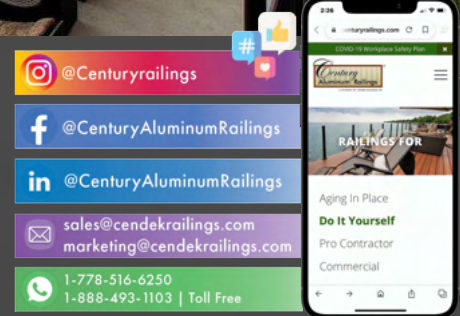 @Centuryrailings
@CenturyAluminumRailings
in @CenturyAluminumRailings
sales@cendekrailings.com
marketing@cendekrailings.com
1-778-516-6250
1-888-493-1103 | Toll Free
#
2:36
centuryrailings.com
COVID-19 Workplace Safety Plan
Century
Aluminum Railings
RAILINGS FOR
Aging In Place
Do It Yourself
Pro Contractor
Commercial